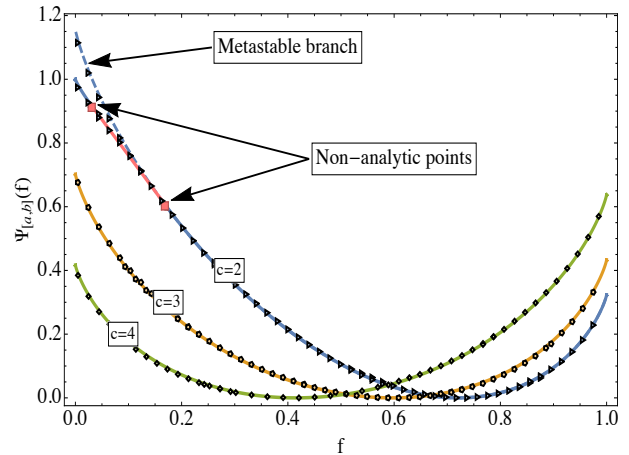 1.2
1.0
0.8
0.6
0.4
0.2
0.0
Ψ[a,b](f)
Metastable branch
Non−analytic points
c=2
c=3
c=4
0.0 0.2 0.4 0.6 0.8 1.0
f